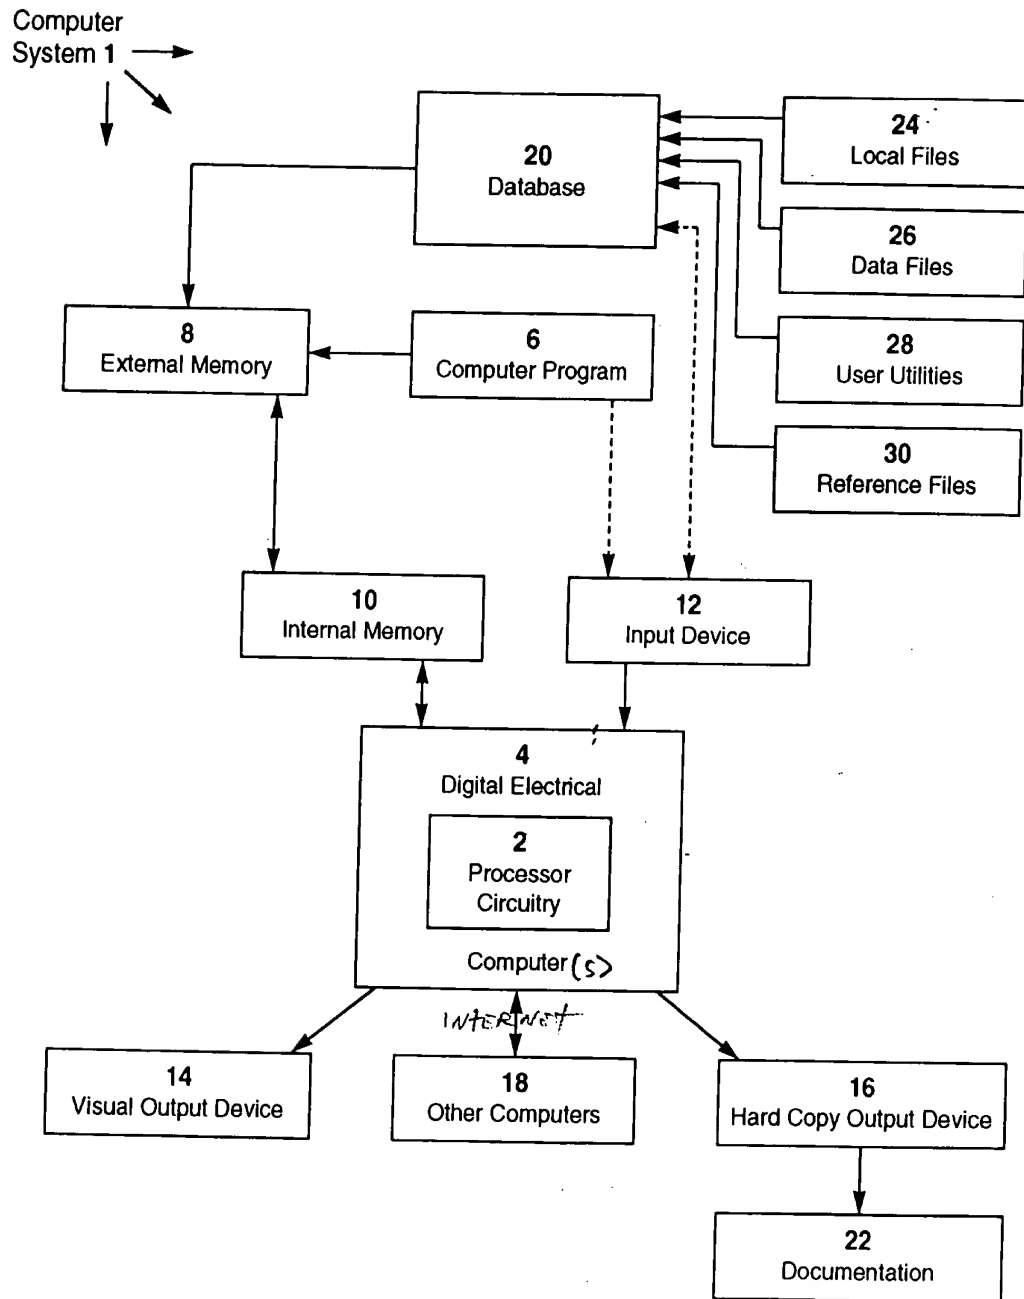 Computer
System 1
20
Database
24
Local Files
26
Data Files
8
External Memory
6
Computer Program
28
User Utilities
30
Reference Files
10
Internal Memory
12
Input Device
4
Digital Electrical
2
Processor
Circuitry
Computer(s)
INTERNET
14
Visual Output Device
18
Other Computers
16
Hard Copy Output Device
22
Documentation